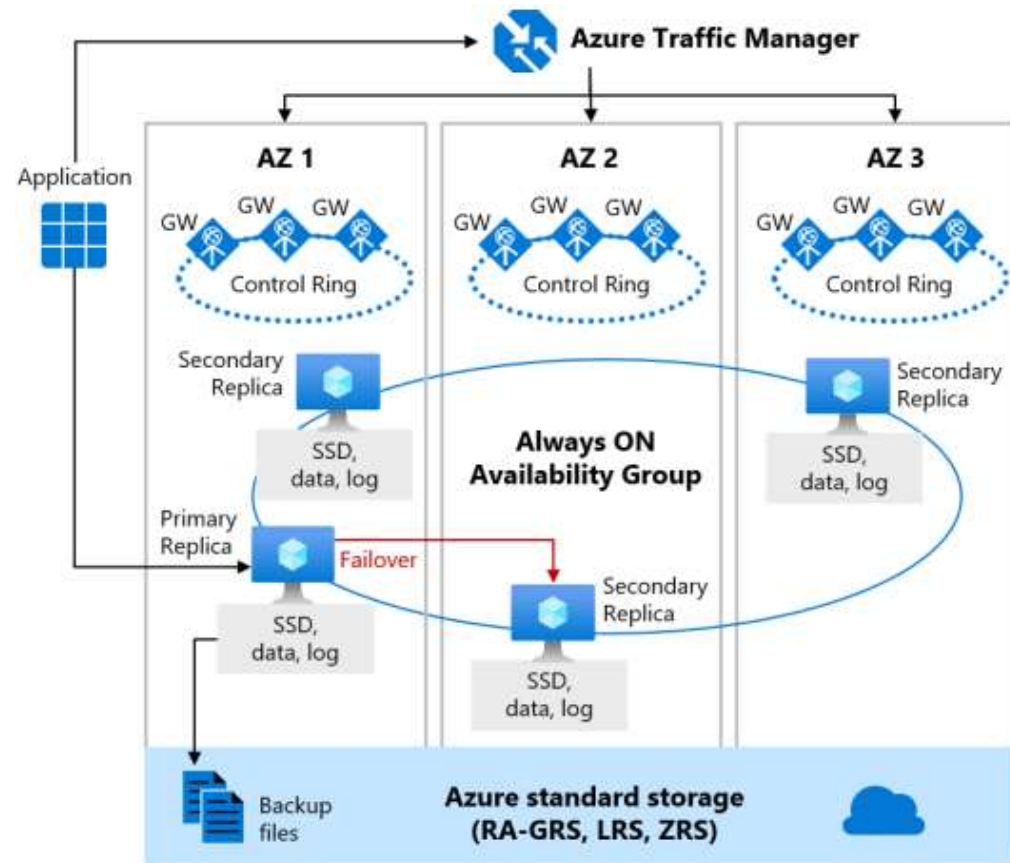 Azure Traffic Manager
Application
AZ 1
GW
GW
GW
Control Ring
AZ 2
GW
GW
GW
Control Ring
AZ 3
GW
GW
GW
Control Ring
Secondary
Replica
SSD,
data, log
Always ON
Availability Group
Secondary
Replica
SSD,
data, log
Primary
Replica
Failover
SSD,
data, log
Secondary
Replica
SSD,
data, log
Backup
files
Azure standard storage
(RA-GRS, LRS, ZRS)